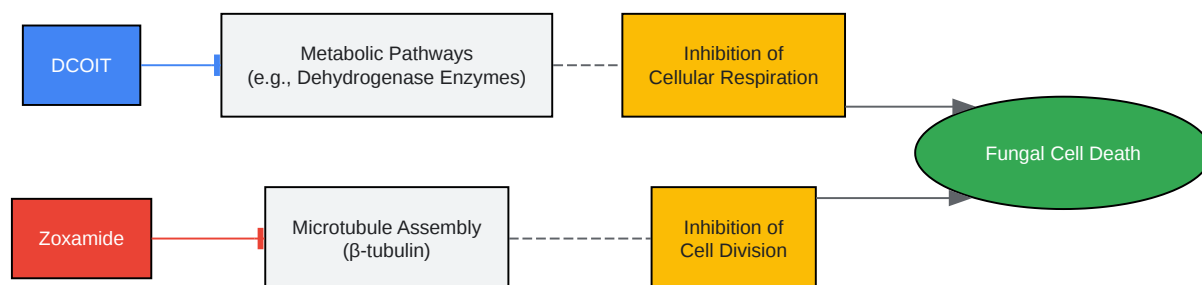 DCOIT
Metabolic Pathways
(e.g., Dehydrogenase Enzymes)
Inhibition of
Cellular Respiration
Fungal Cell Death
Zoxamide
Microtubule Assembly
(β-tubulin)
Inhibition of
Cell Division